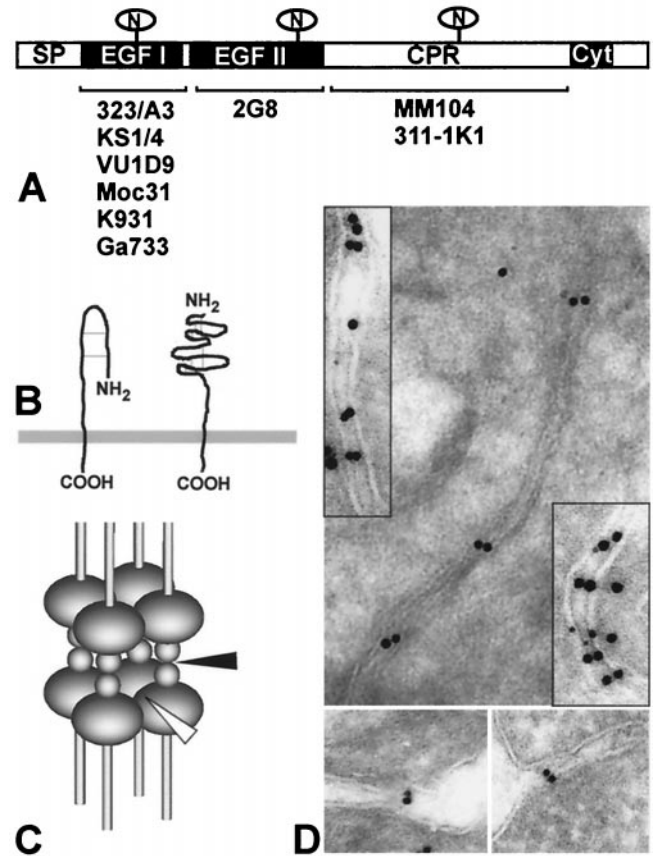 N N N
SP EGF I EGF II CPR Cyt
323/A3 2G8 MM104
KS1/4 311-1K1
VU1D9
Moc31
K931
Ga733
A
NH2 NH2
B
COOH COOH
C D